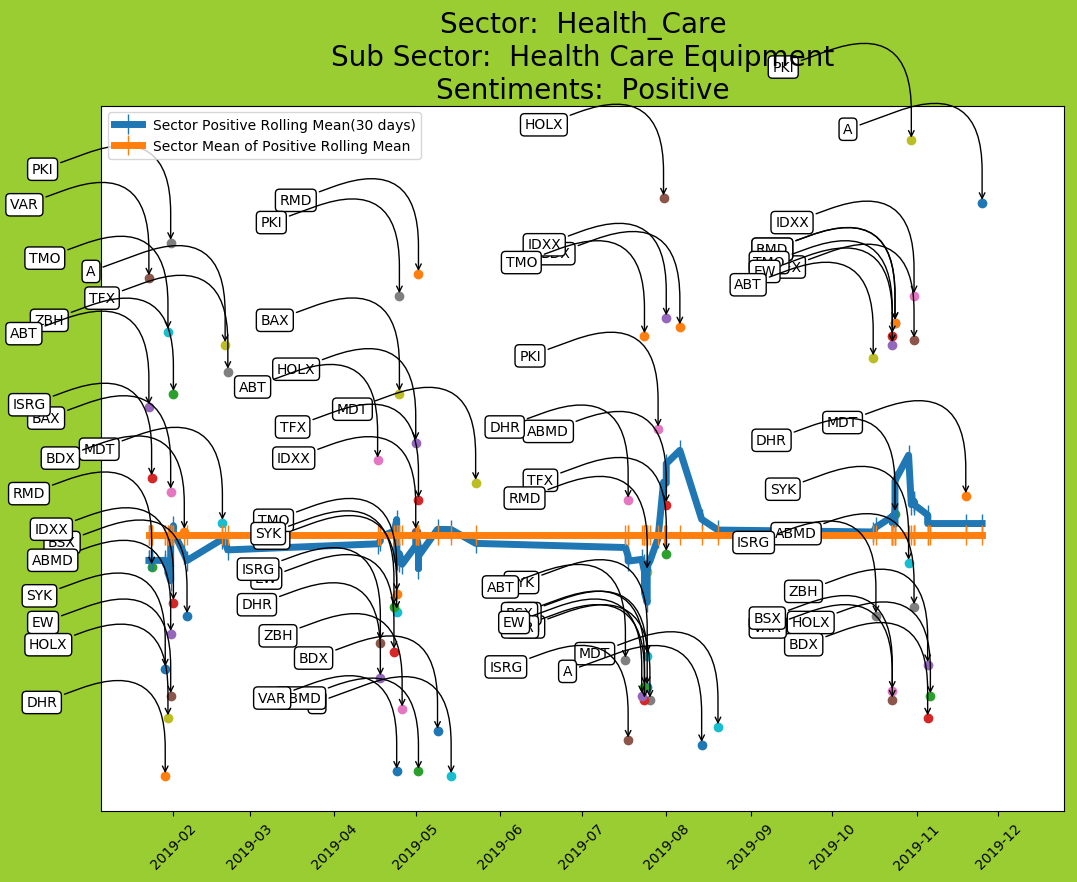 Sector:  Health_Care
Sub Sector:  Health Care Equipment
Sentiments:  Positive
Sector Positive Rolling Mean(30 days)
Sector Mean of Positive Rolling Mean
PKI
VAR
TMO
A
TFX
ZBH
ABT
ISRG
BAX
BDX
MDT
RMD
IDXX
BSX
ABMD
SYK
EW
HOLX
DHR
RMD
PKI
BAX
HOLX
ABT
MDT
TFX
IDXX
TMO
SYK
ISRG
EW
DHR
ZBH
BDX
VAR
HOLX
IDXX
TMO
PKI
DHR
ABMD
TFX
RMD
ABT
SYK
BSX
EW
MDT
ISRG
A
PKI
A
IDXX
RMD
TMO
EW
ABT
MDT
DHR
SYK
ABMD
ISRG
ZBH
BSX
VAR
HOLX
BDX
2019-02
2019-03
2019-04
2019-05
2019-06
2019-07
2019-08
2019-09
2019-10
2019-11
2019-12